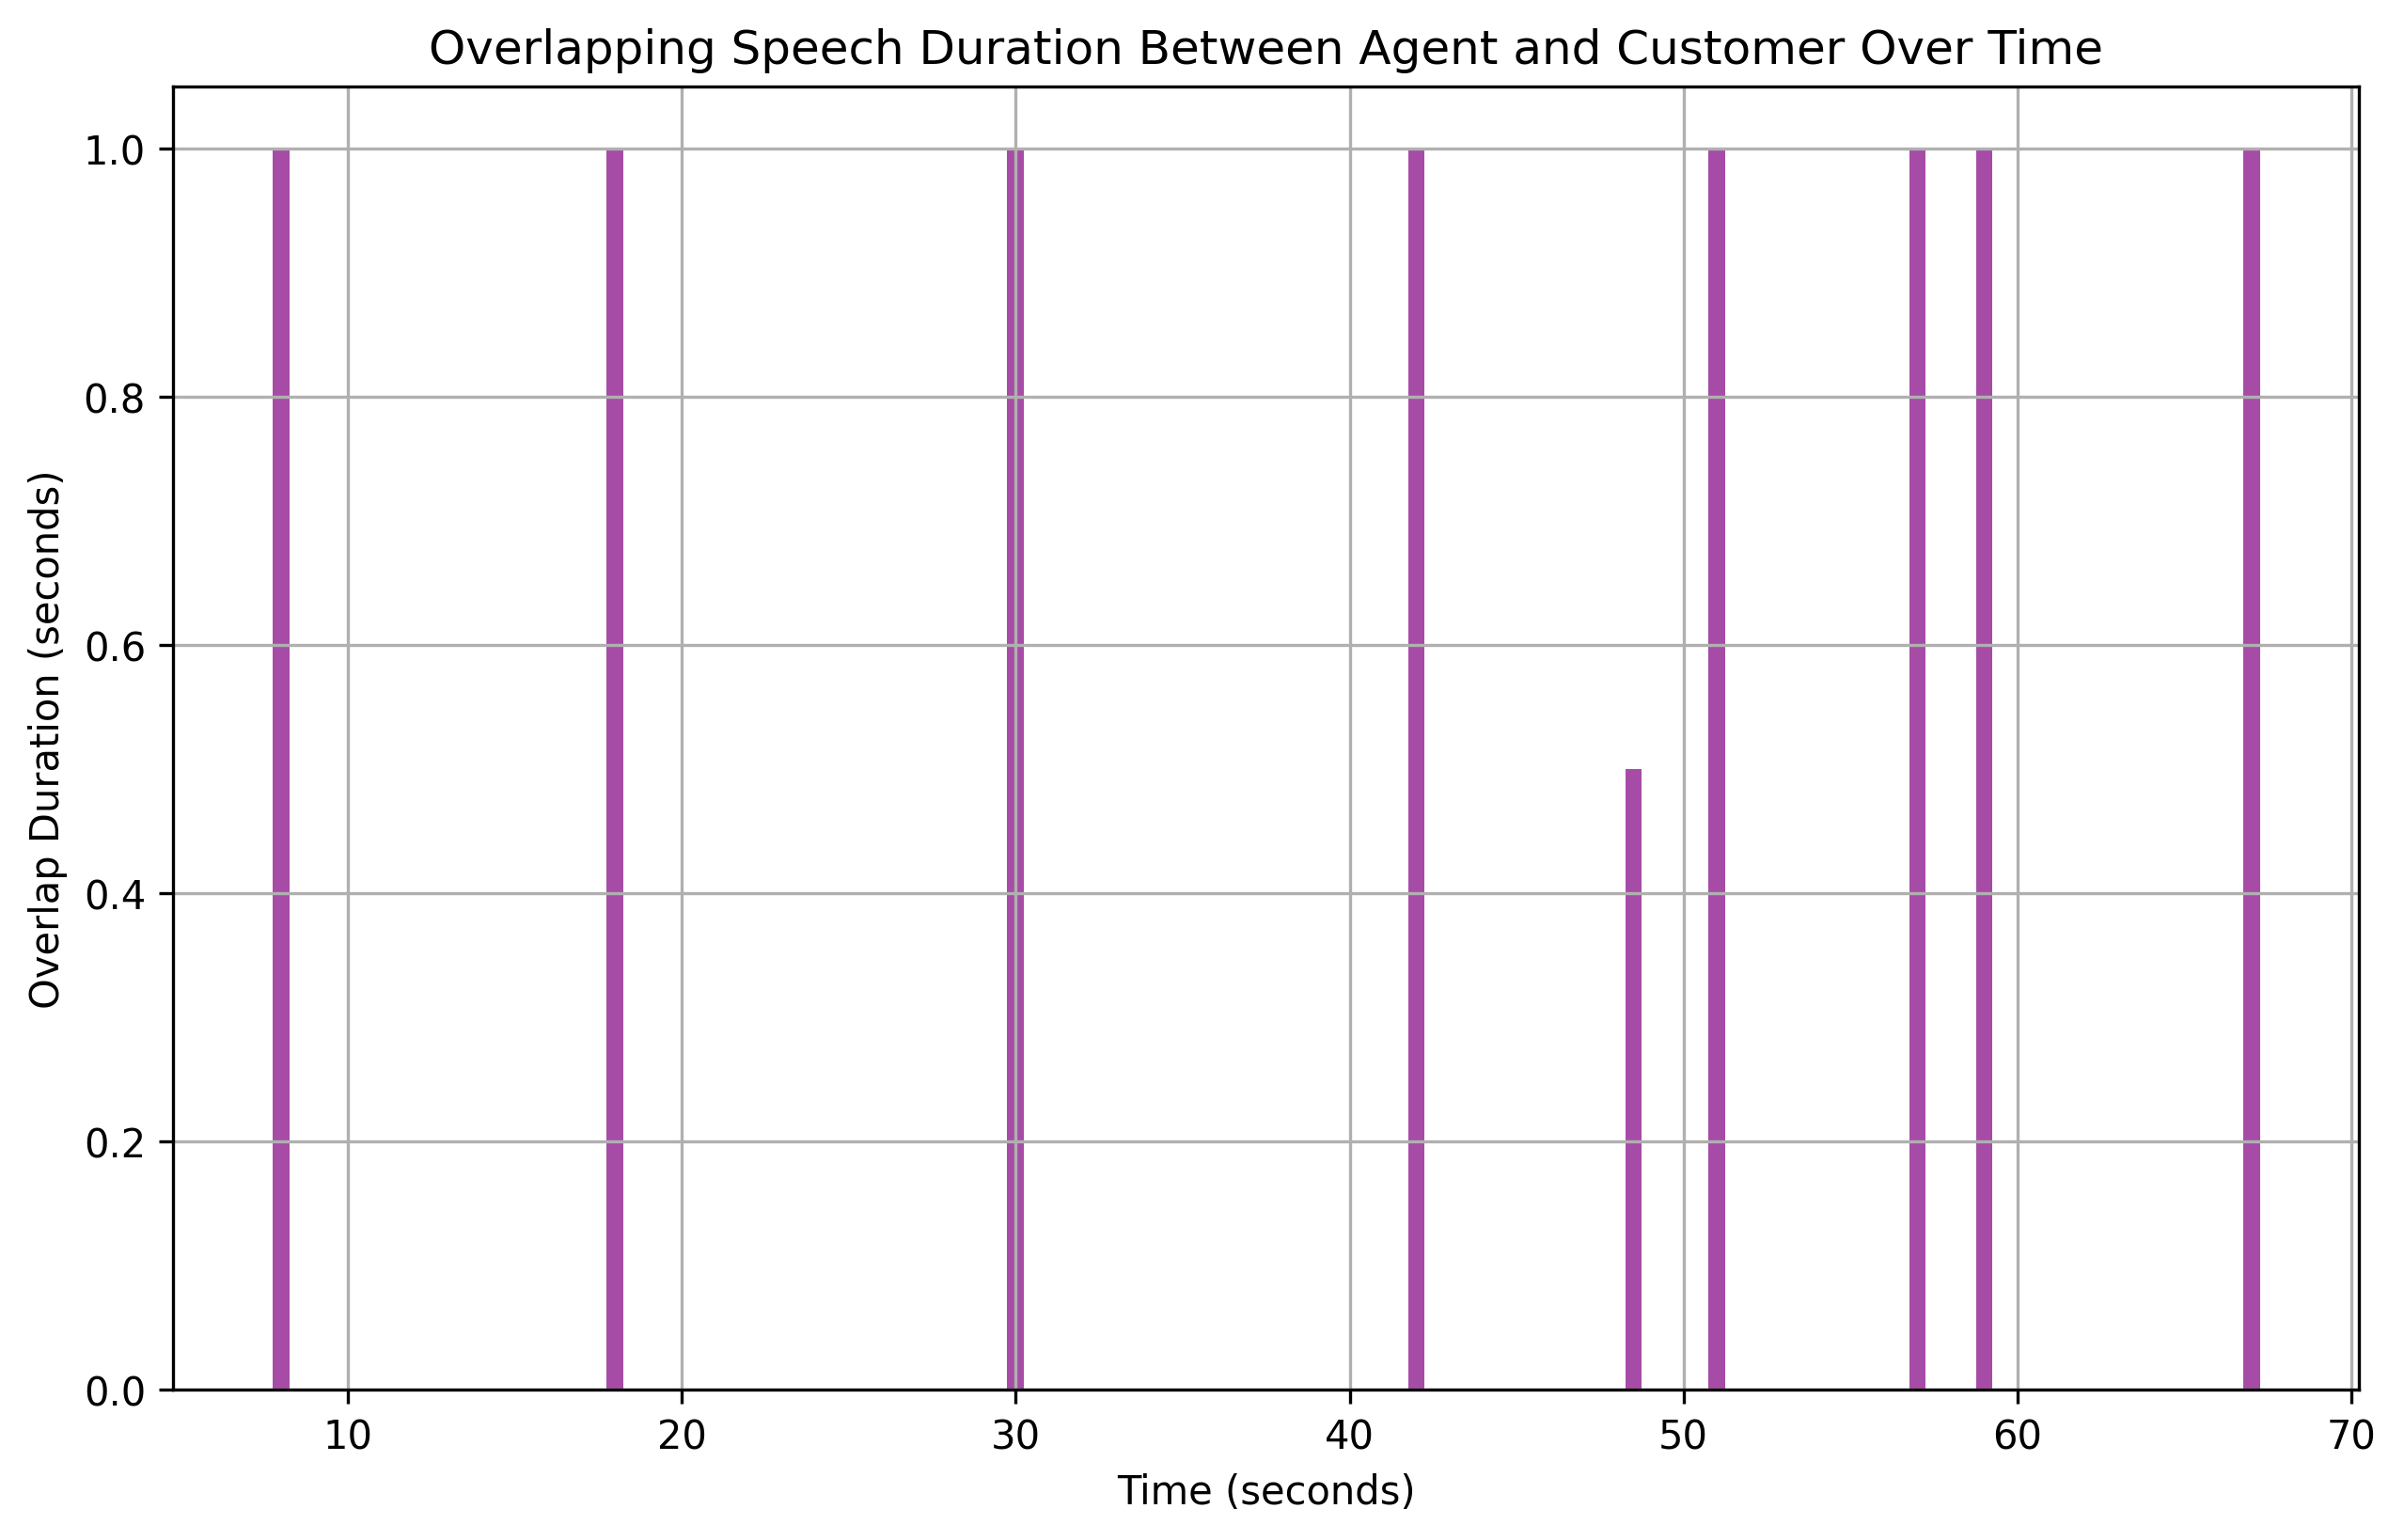 Overlapping Speech Duration Between Agent and Customer Over Time
Overlap Duration (seconds)
1.0
0.8
0.6
0.4
0.2
0.0
10 20 30 40 50 60 70
Time (seconds)